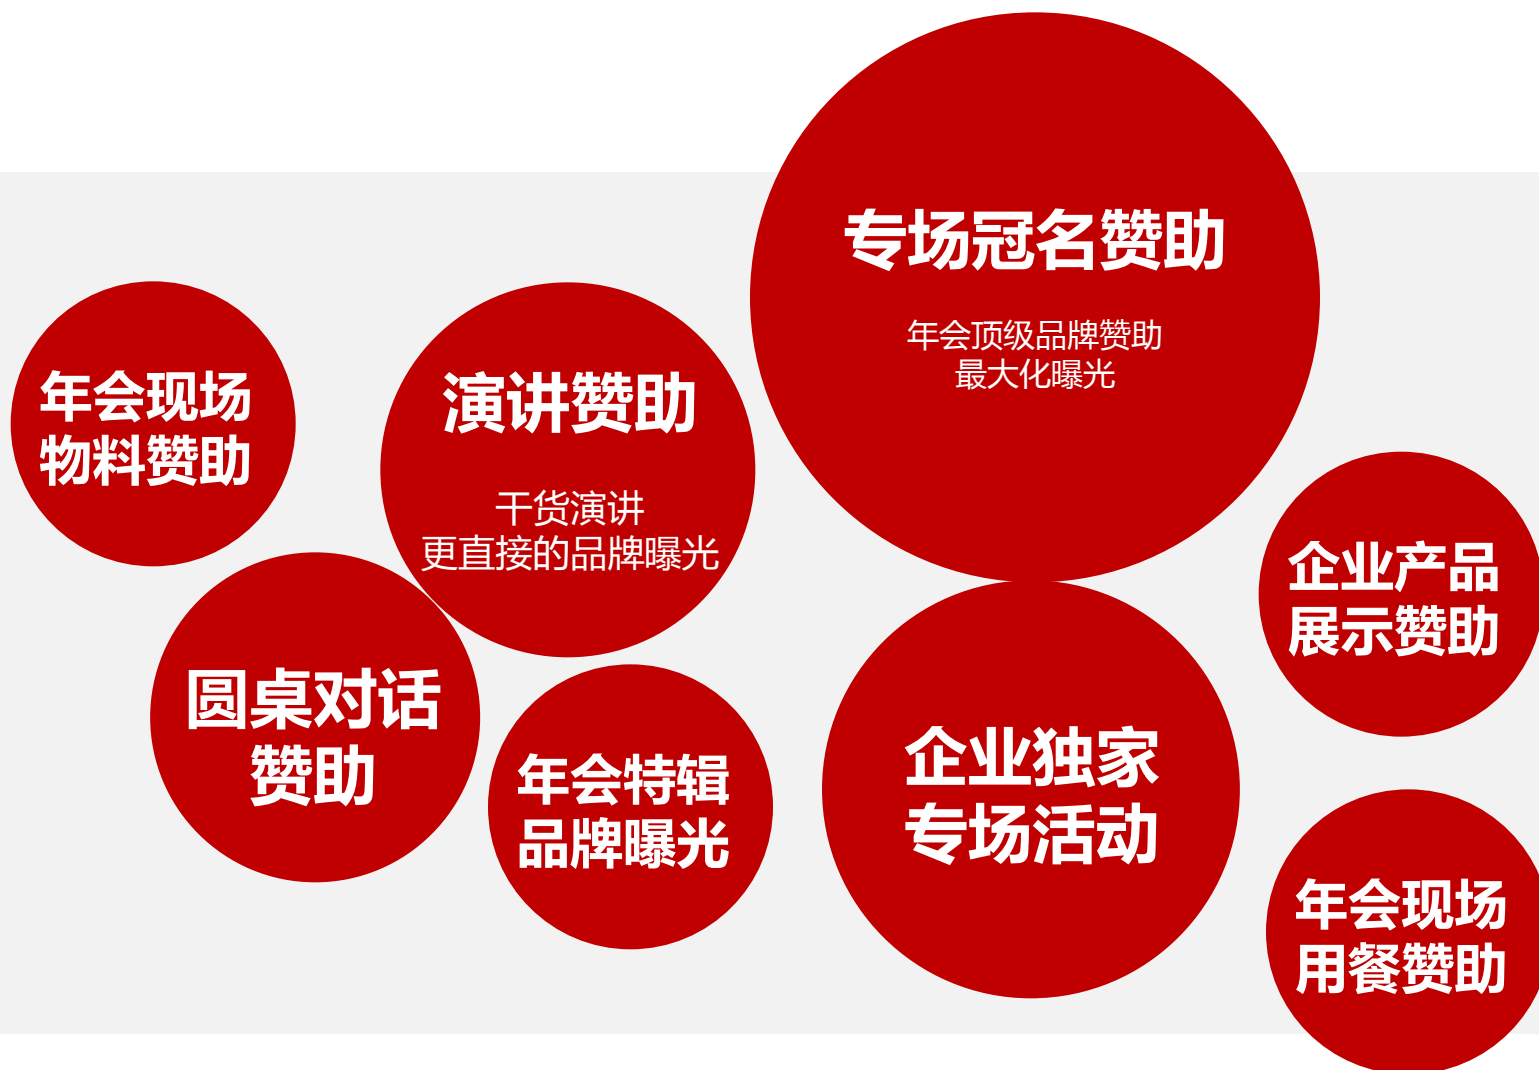 专场冠名赞助
年会顶级品牌赞助
最大化曝光
年会现场
物料赞助
演讲赞助
干货演讲
更直接的品牌曝光
企业产品
展示赞助
圆桌对话
赞助
年会特辑
品牌曝光
企业独家
专场活动
年会现场
用餐赞助